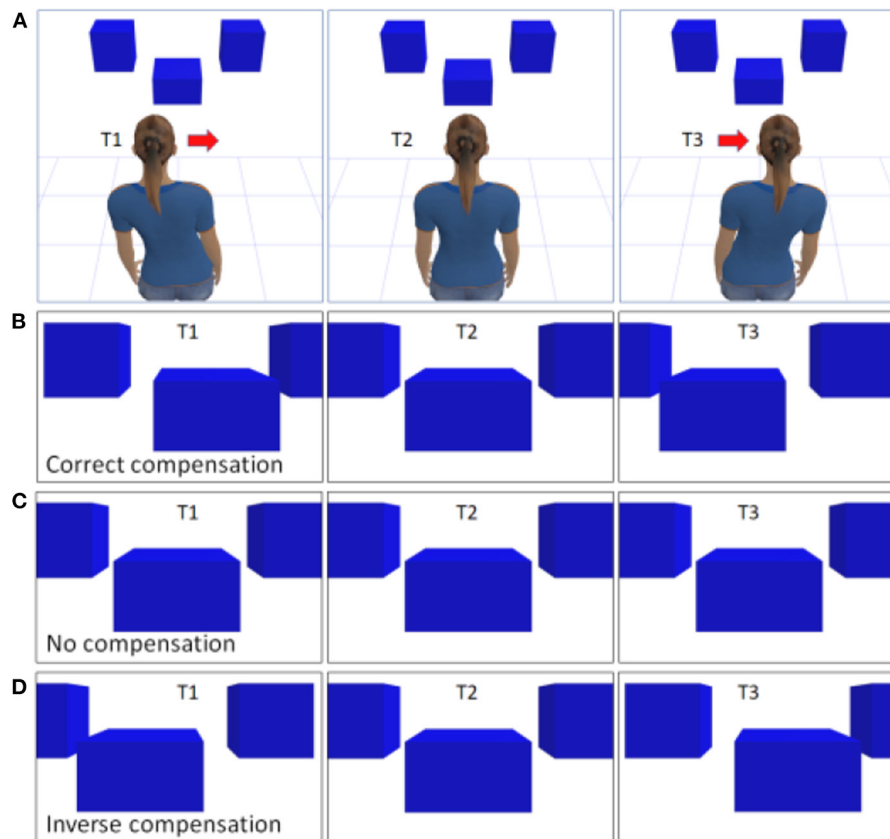 A
T1
T2
T3
B
T1
T2
T3
Correct compensation
C
T1
T2
T3
No compensation
D
T1
T2
T3
Inverse compensation